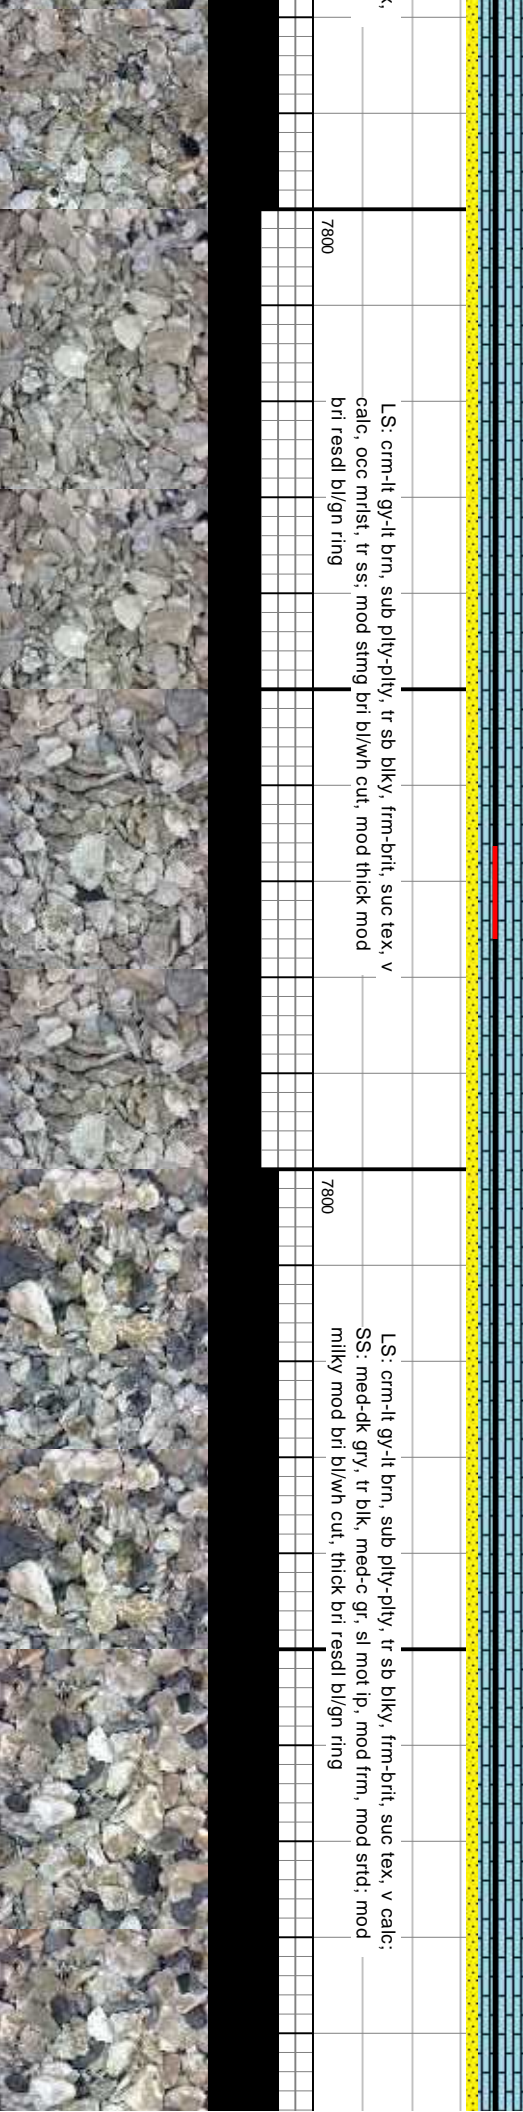 7800
LS: crm-lt gy-lt brn, sub plty-plty, tr sb blky, frm-brit, suc tex, v
calc, occ mrlst, tr ss; mod stmg bri bl/wh cut, mod thick mod
bri resdl bl/gn ring
7800
LS: crm-lt gy-lt brn, sub plty-plty, tr sb blky, frm-brit, suc tex, v calc;
SS: med-dk gry, tr blk, med-c gr, sl mot ip, mod frm, mod srtd; mod
milky mod bri bl/wh cut, thick bri resdl bl/gn ring